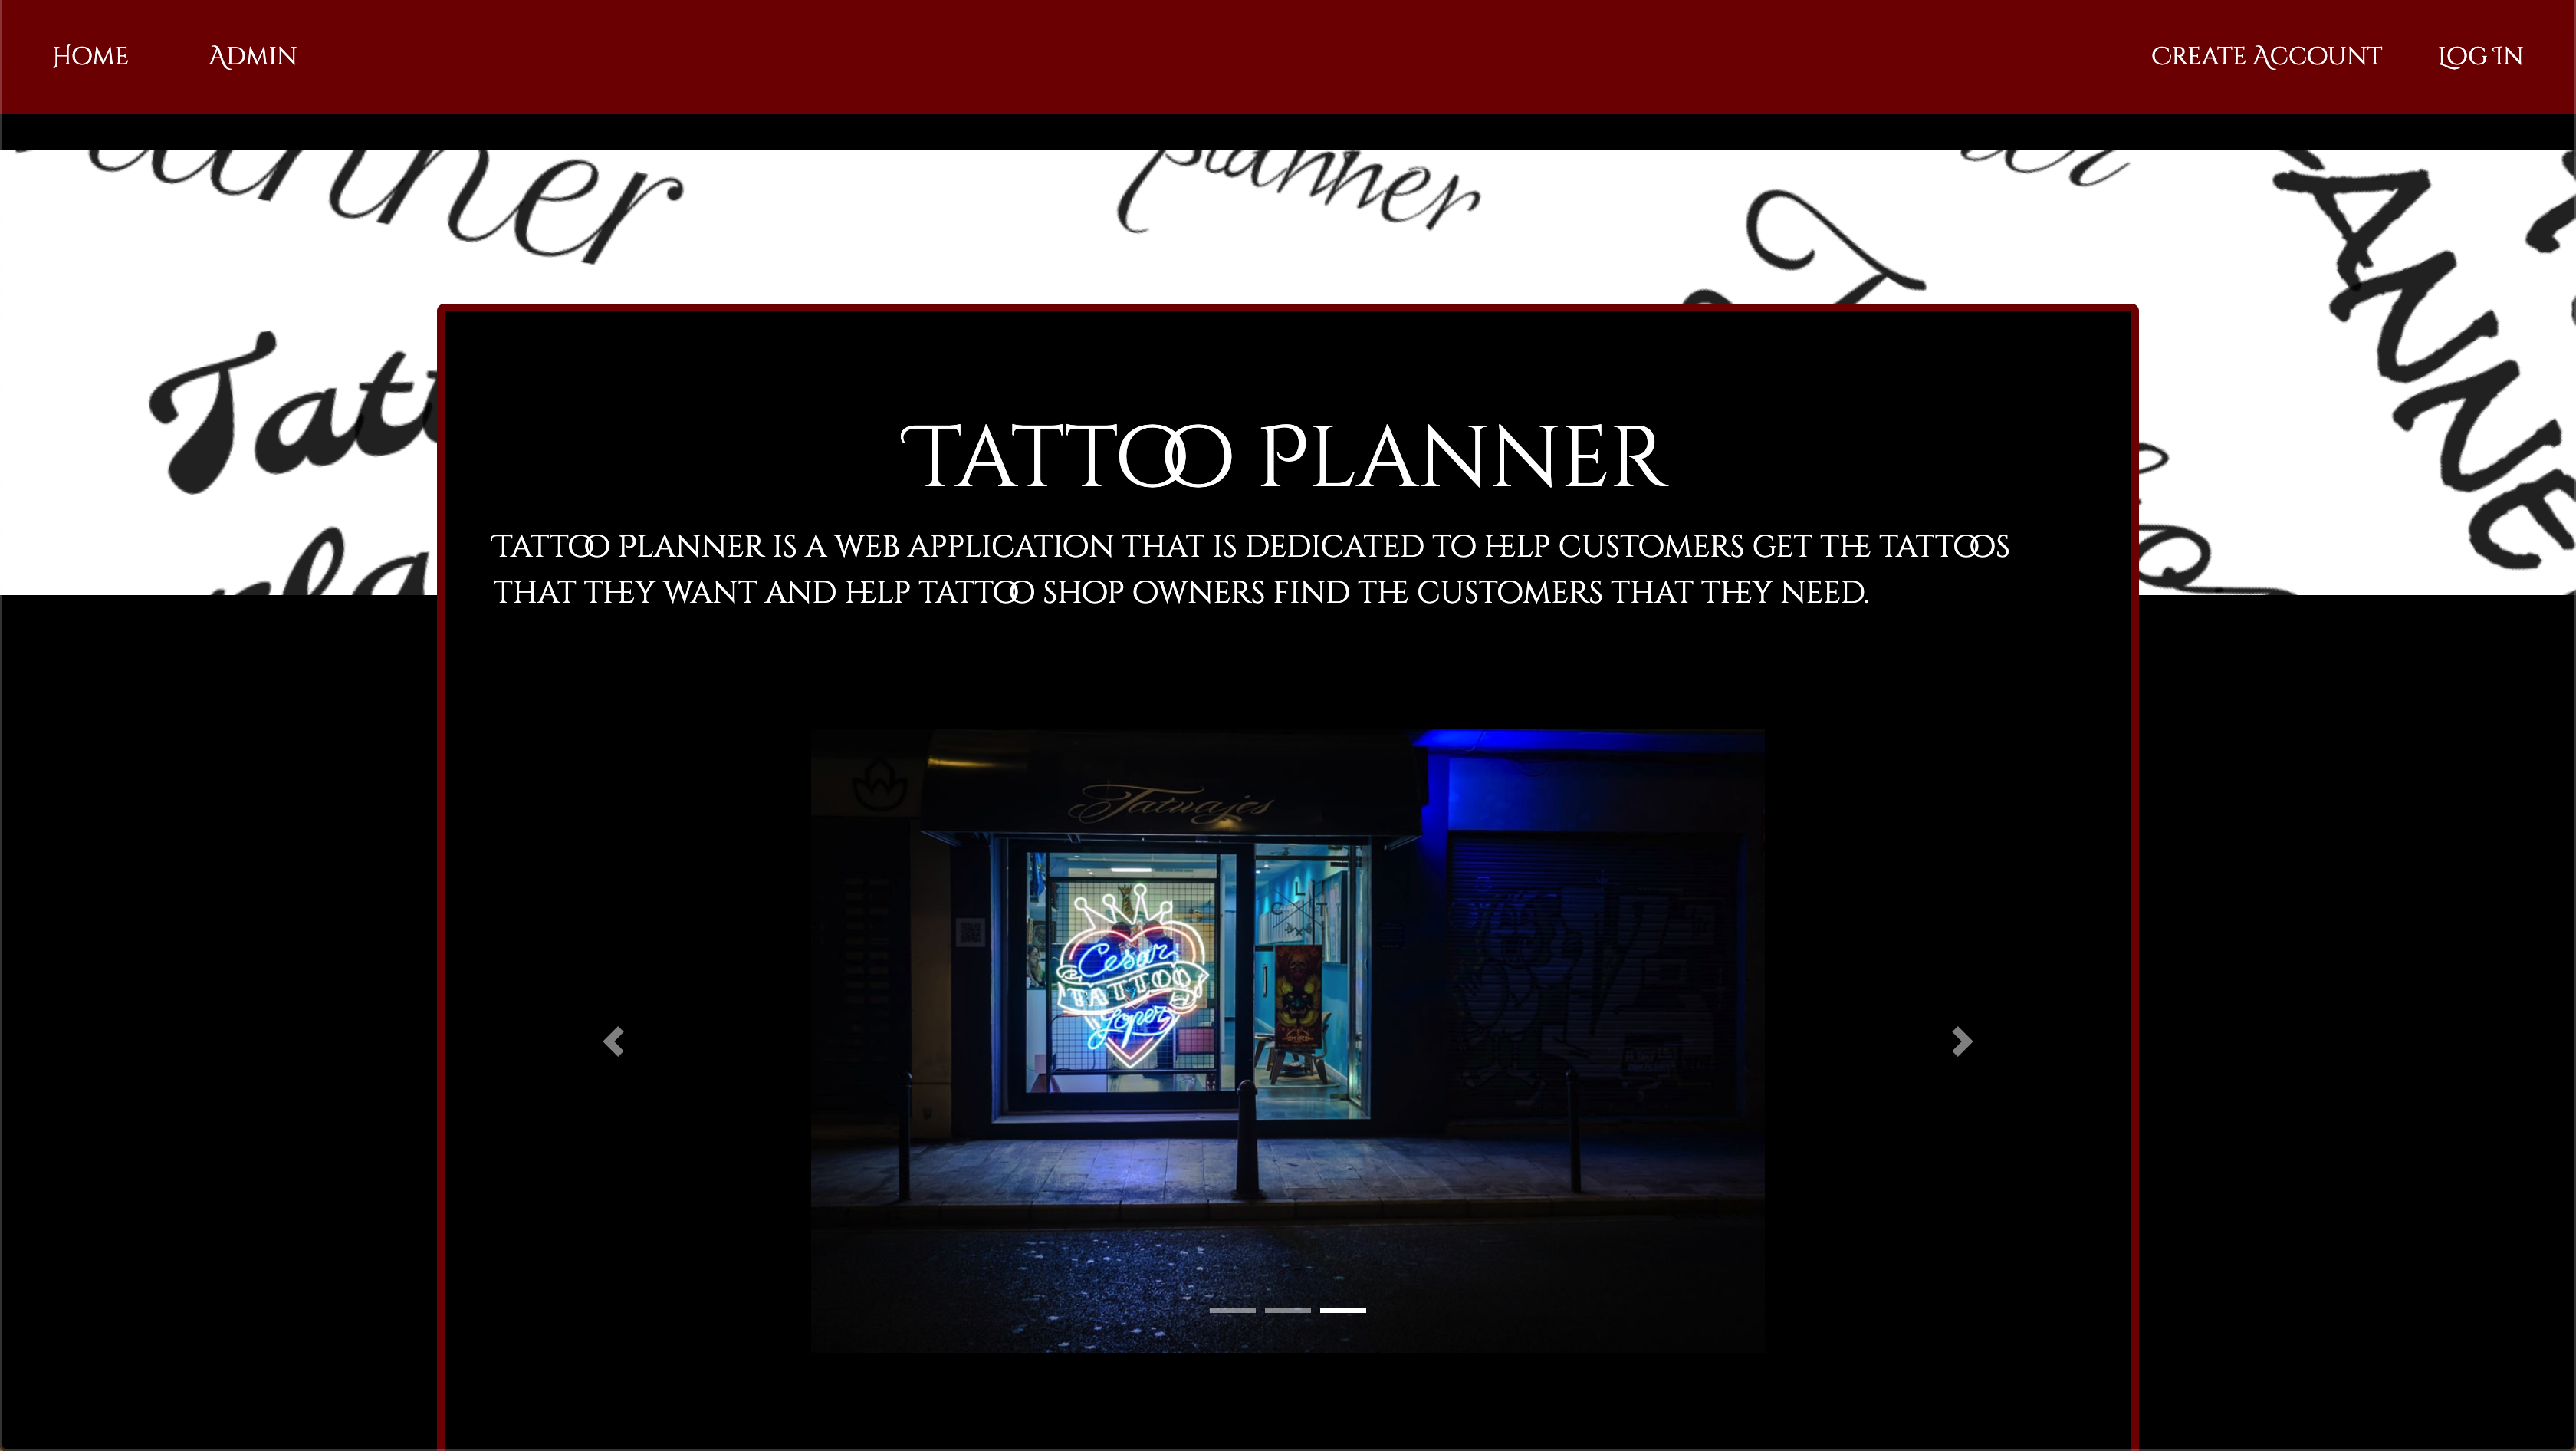 Home Admin Create Account Log In
planner
ANNE
Tattoo Planner
Tattoo Planner is a web application that is dedicated to help customers get the tattoos
that they want and help tattoo shop owners find the customers that they need.
Tatuajes
Cesar
TATTOO
Lopez